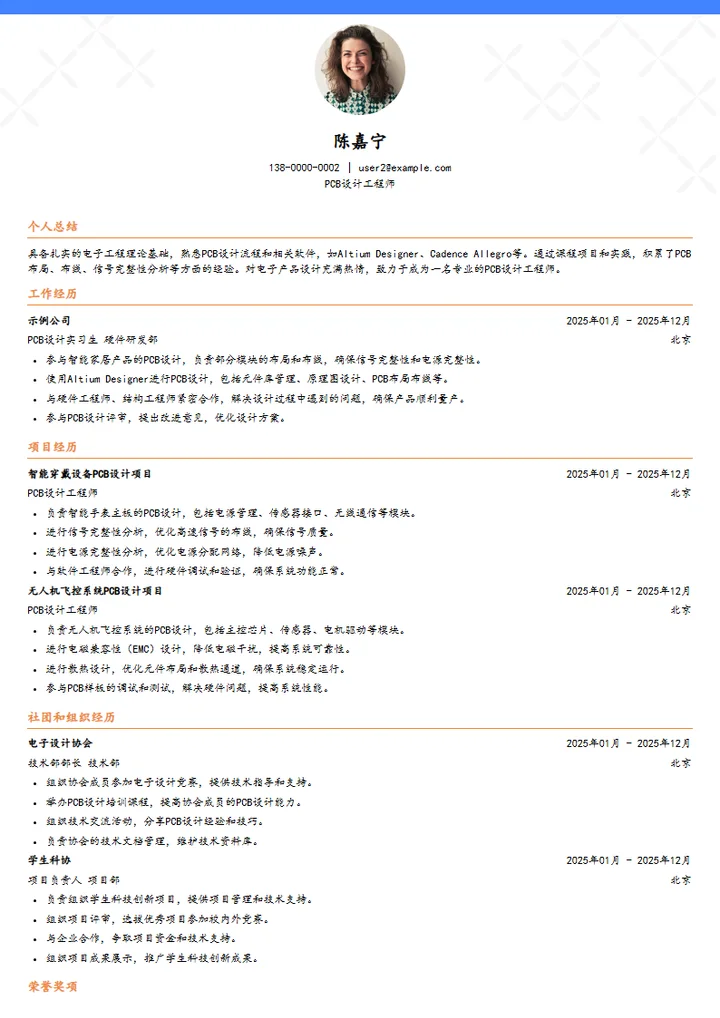 陈嘉宁
138-0000-0002 | user2@example.com
PCB设计工程师
个人总结
具备扎实的电子工程理论基础，熟悉PCB设计流程和相关软件，如Altium Designer、Cadence Allegro等。通过课程项目和实践，积累了PCB
布局、布线、信号完整性分析等方面的经验。对电子产品设计充满热情，致力于成为一名专业的PCB设计工程师。
工作经历
示例公司 2025年01月 - 2025年12月
PCB设计实习生 硬件研发部 北京
• 参与智能家居产品的PCB设计，负责部分模块的布局和布线，确保信号完整性和电源完整性。
• 使用Altium Designer进行PCB设计，包括元件库管理、原理图设计、PCB布局布线等。
• 与硬件工程师、结构工程师紧密合作，解决设计过程中遇到的问题，确保产品顺利量产。
• 参与PCB设计评审，提出改进意见，优化设计方案。
项目经历
智能穿戴设备PCB设计项目 2025年01月 - 2025年12月
PCB设计工程师 北京
• 负责智能手表主板的PCB设计，包括电源管理、传感器接口、无线通信等模块。
• 进行信号完整性分析，优化高速信号的布线，确保信号质量。
• 进行电源完整性分析，优化电源分配网络，降低电源噪声。
• 与软件工程师合作，进行硬件调试和验证，确保系统功能正常。
无人机飞控系统PCB设计项目 2025年01月 - 2025年12月
PCB设计工程师 北京
• 负责无人机飞控系统的PCB设计，包括主控芯片、传感器、电机驱动等模块。
• 进行电磁兼容性（EMC）设计，降低电磁干扰，提高系统可靠性。
• 进行散热设计，优化元件布局和散热通道，确保系统稳定运行。
• 参与PCB样板的调试和测试，解决硬件问题，提高系统性能。
社团和组织经历
电子设计协会 2025年01月 - 2025年12月
技术部部长 技术部 北京
• 组织协会成员参加电子设计竞赛，提供技术指导和支持。
• 举办PCB设计培训课程，提高协会成员的PCB设计能力。
• 组织技术交流活动，分享PCB设计经验和技巧。
• 负责协会的技术文档管理，维护技术资料库。
学生科协 2025年01月 - 2025年12月
项目负责人 项目部 北京
• 负责组织学生科技创新项目，提供项目管理和技术支持。
• 组织项目评审，选拔优秀项目参加校内外竞赛。
• 与企业合作，争取项目资金和技术支持。
• 组织项目成果展示，推广学生科技创新成果。
荣誉奖项